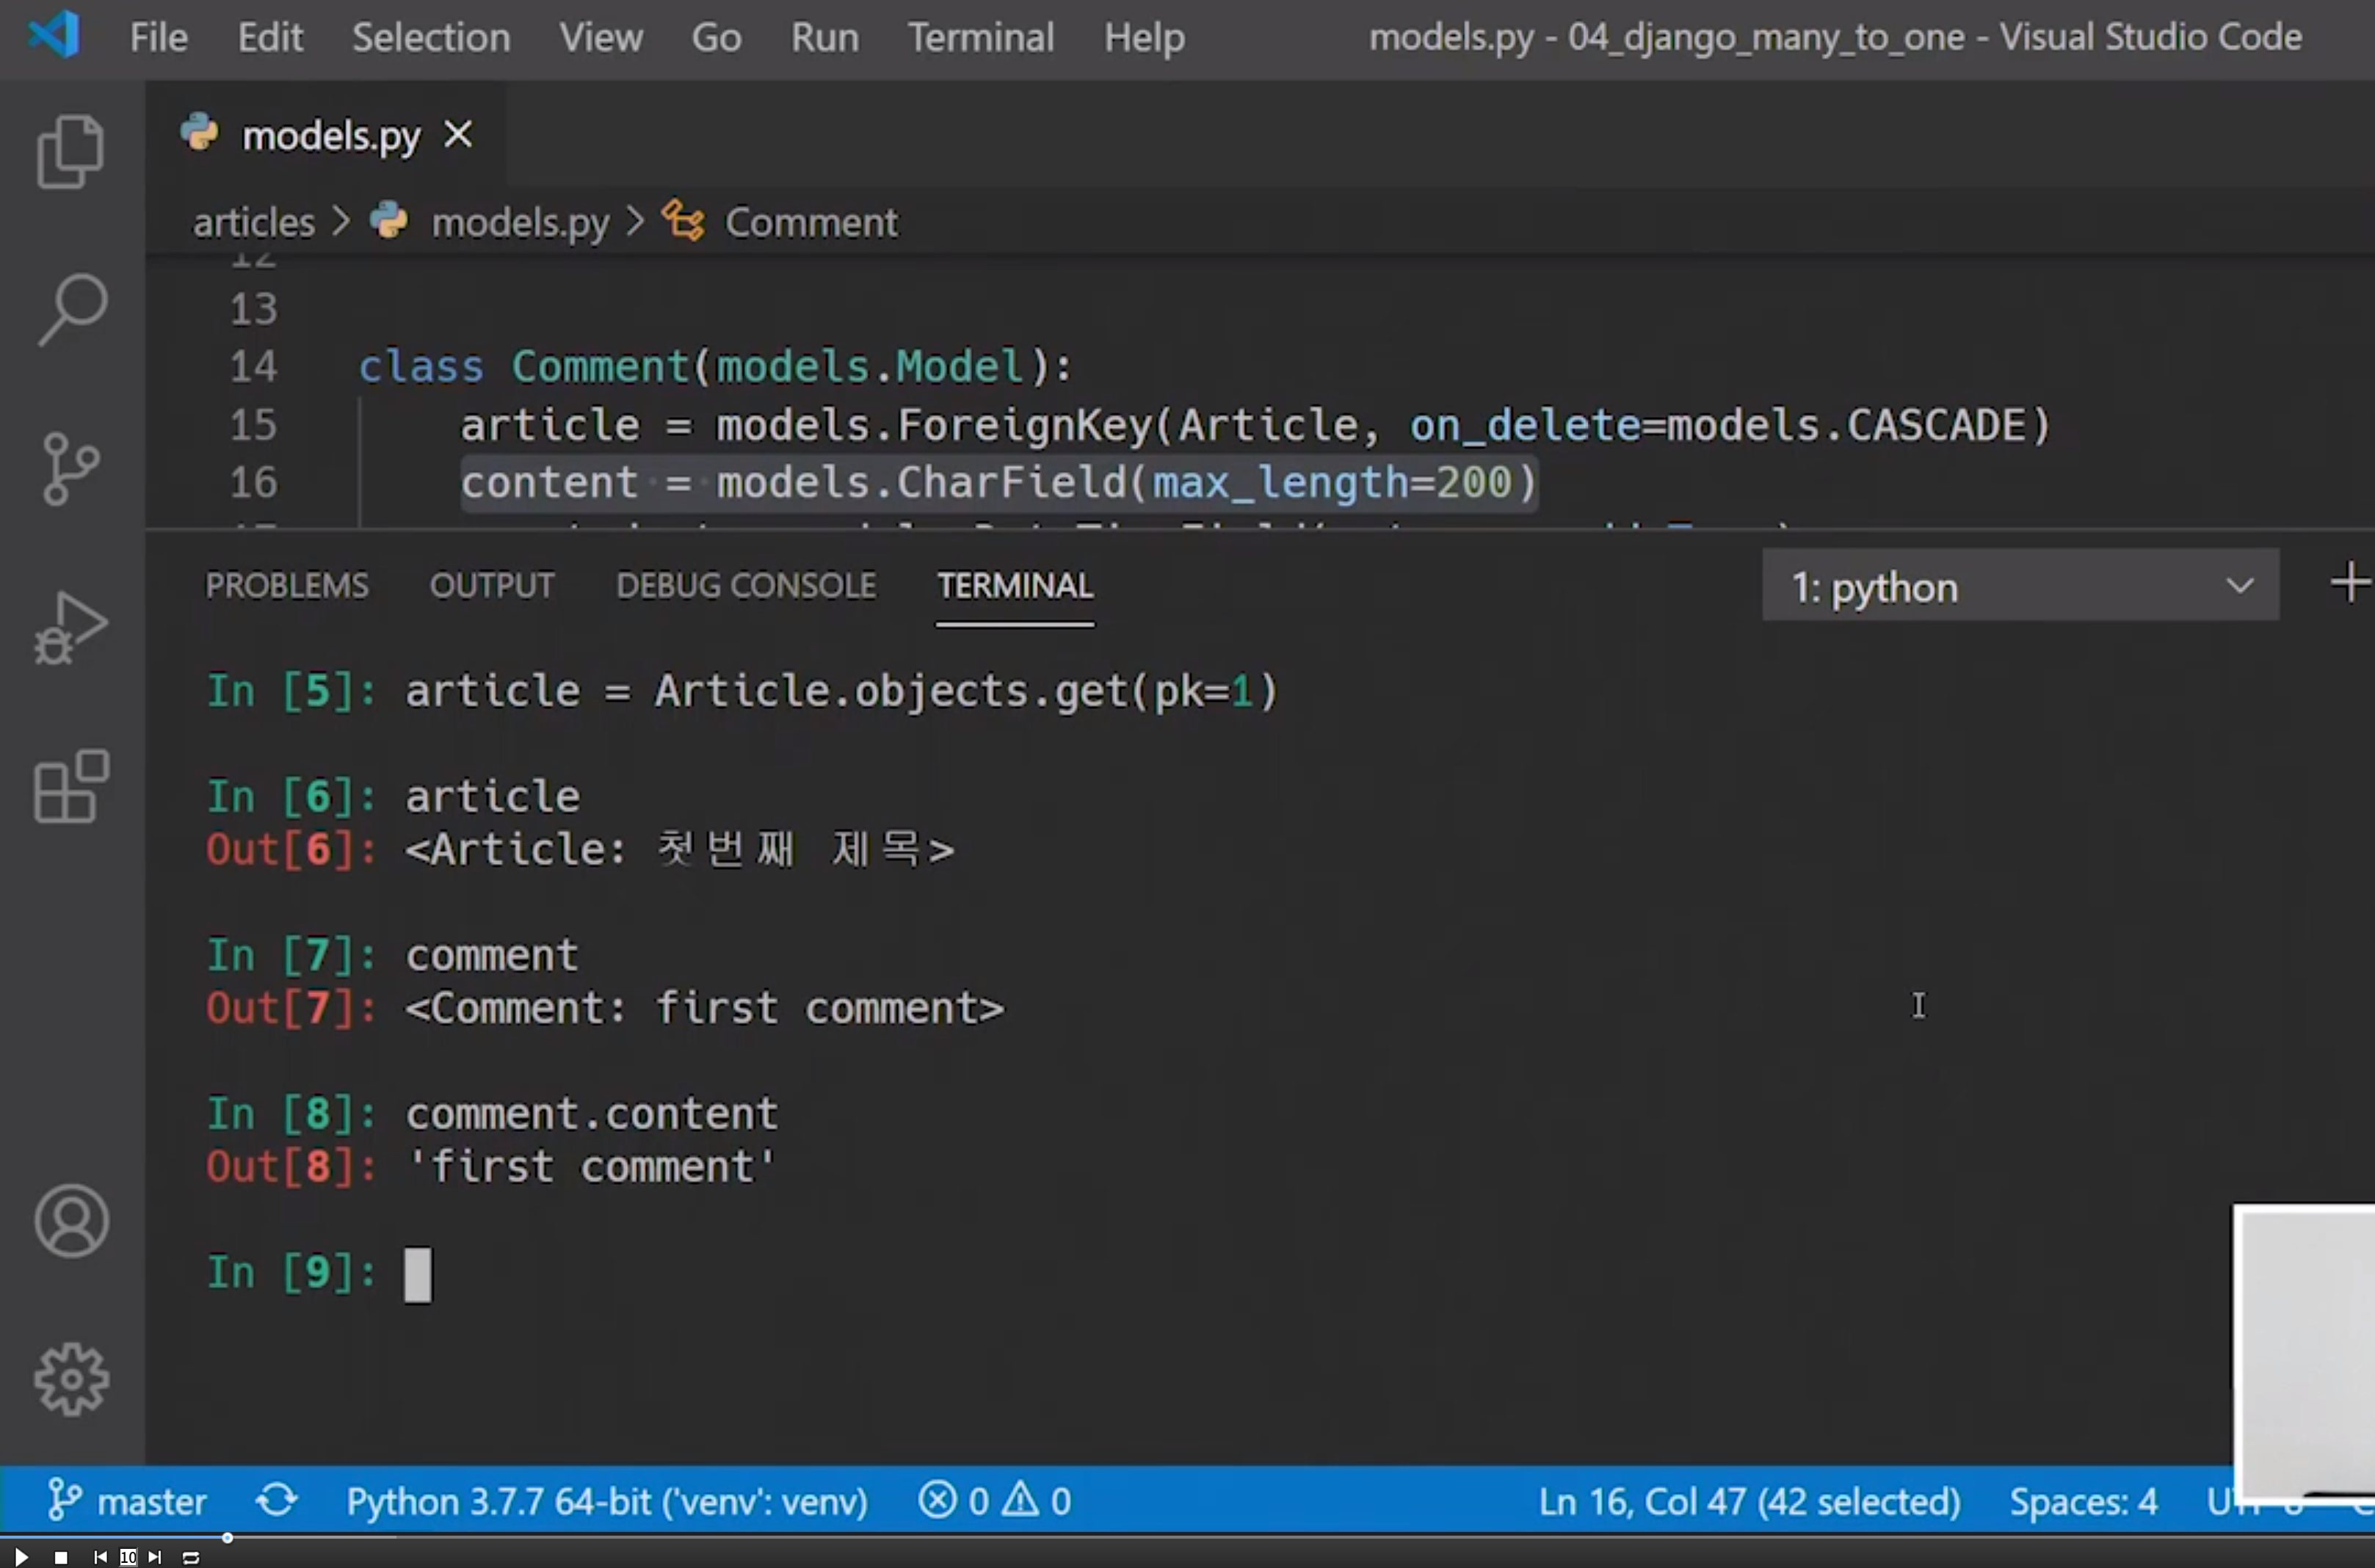 File Edit Selection View Go Run Terminal Help models.py - 04_django_many_to_one - Visual Studio Code
models.py
articles > models.py > Comment
12
13
14 class Comment(models.Model):
15 article = models.ForeignKey(Article, on_delete=models.CASCADE)
16 content = models.CharField(max_length=200)
PROBLEMS OUTPUT DEBUG CONSOLE TERMINAL 1: python
In [5]: article = Article.objects.get(pk=1)
In [6]: article
Out[6]: <Article: 첫번째 제목>
In [7]: comment
Out[7]: <Comment: first comment>
In [8]: comment.content
Out[8]: 'first comment'
In [9]:
master Python 3.7.7 64-bit ('venv': venv) 0 0 Ln 16, Col 47 (42 selected) Spaces: 4
10